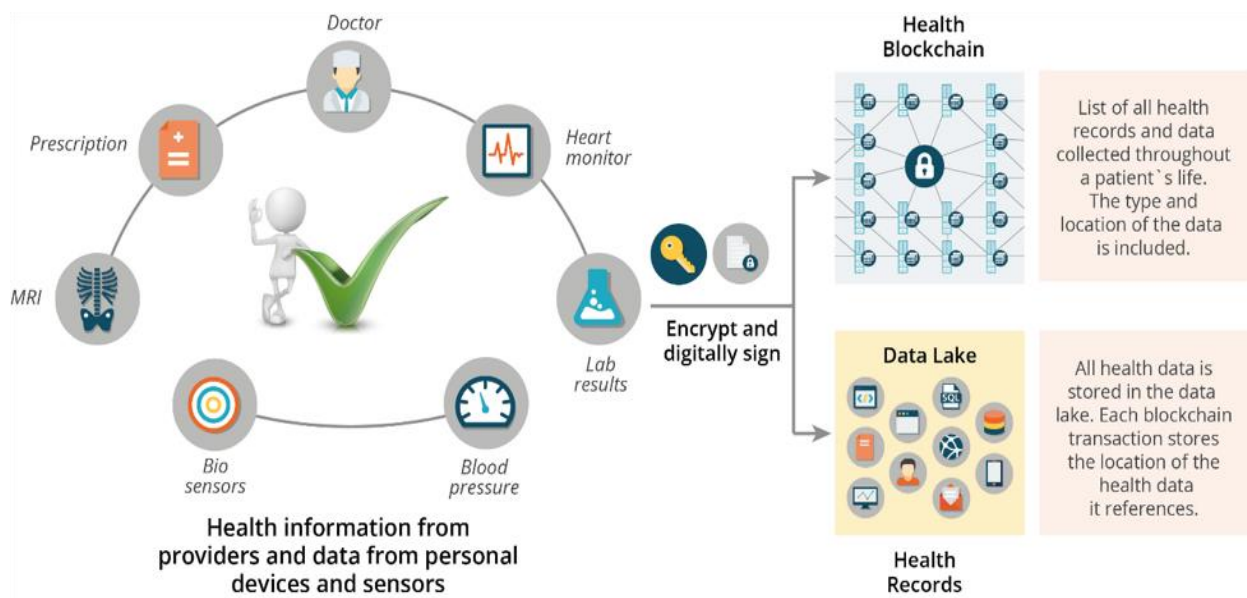 Doctor
Prescription
Heart
monitor
MRI
Lab
results
Bio
sensors
Blood
pressure
Health information from
providers and data from personal
devices and sensors
Encrypt and
digitally sign
Health
Blockchain
List of all health
records and data
collected throughout
a patient`s life.
The type and
location of the data
is included.
Data Lake
</>
SQL
Health
Records
All health data is
stored in the data
lake. Each blockchain
transaction stores
the location of the
health data
it references.